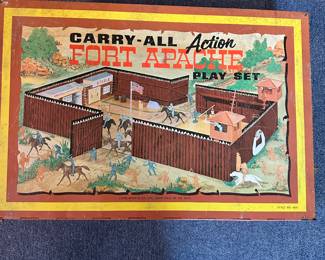 CARRY-ALL Action
FORT APACHE
PLAY SET